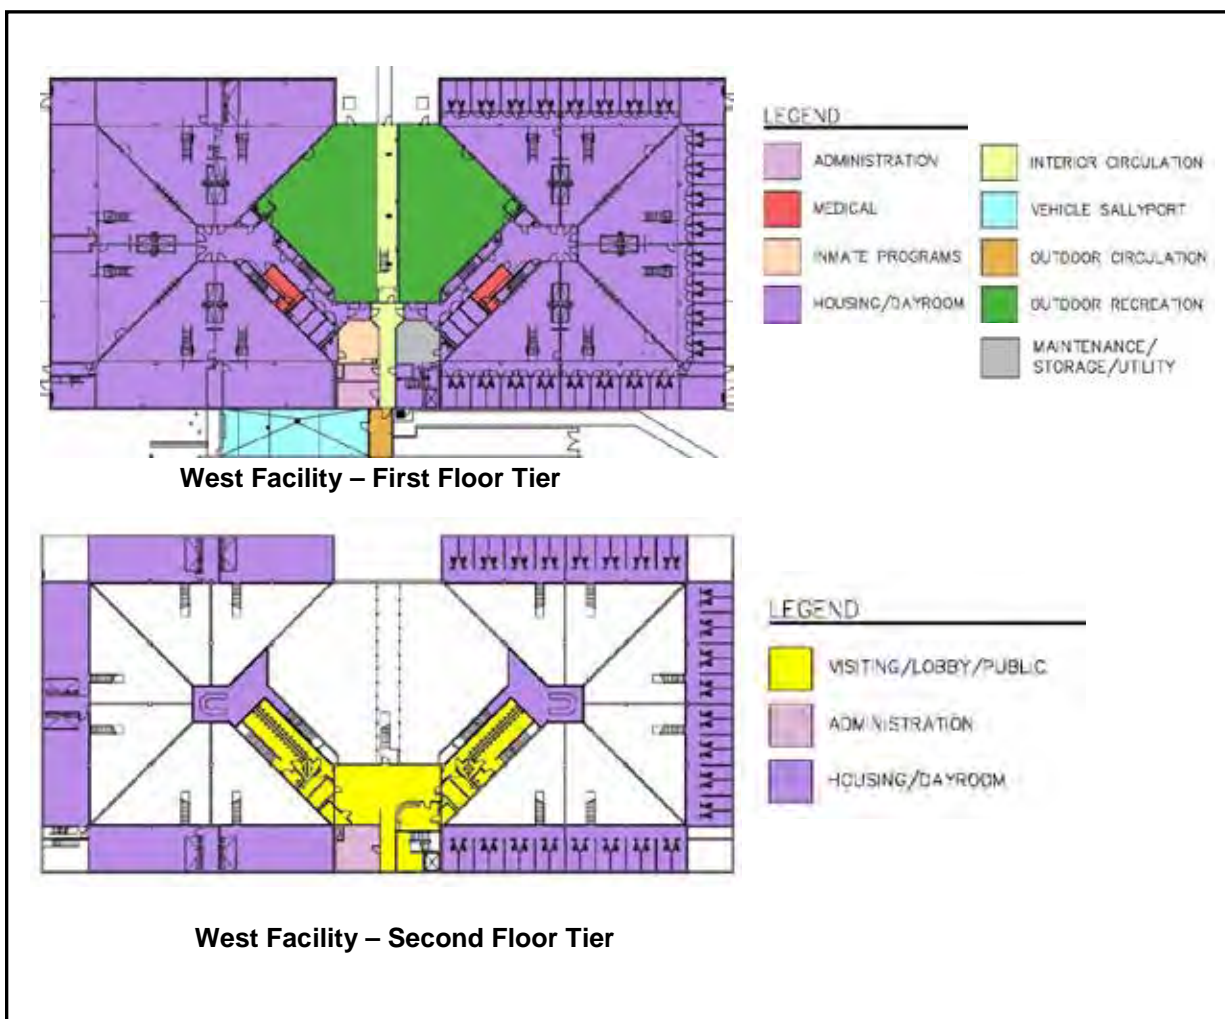 LEGEND
ADMINISTRATION
INTERIOR CIRCULATION
MEDICAL
VEHICLE SALLYPORT
INMATE PROGRAMS
OUTDOOR CIRCULATION
HOUSING/DAYROOM
OUTDOOR RECREATION
MAINTENANCE/
STORAGE/UTILITY
West Facility – First Floor Tier
LEGEND
VISITING/LOBBY/PUBLIC
ADMINISTRATION
HOUSING/DAYROOM
West Facility – Second Floor Tier